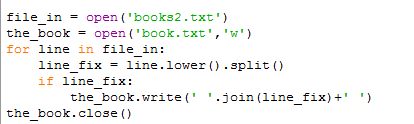 file_in = open('books2.txt')
the_book = open('book.txt','w')
for line in file_in:
    line_fix = line.lower().split()
    if line_fix:
        the_book.write(' '.join(line_fix)+' ')
the_book.close()